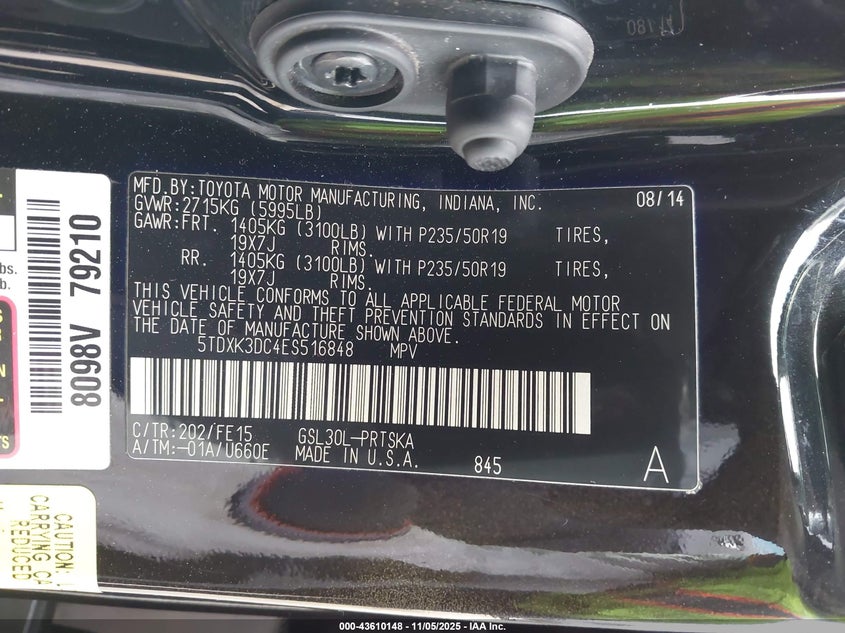 MFD.BY:TOYOTA MOTOR MANUFACTURING, INDIANA, INC. 08/14
GVWR:2715KG (5995LB)
GAWR:FRT. 1405KG (3100LB) WITH P235/50R19 TIRES,
19X7J RIMS.
RR. 1405KG (3100LB) WITH P235/50R19 TIRES,
19X7J RIMS.
THIS VEHICLE CONFORMS TO ALL APPLICABLE FEDERAL MOTOR
VEHICLE SAFETY AND THEFT PREVENTION STANDARDS IN EFFECT ON
THE DATE OF MANUFACTURE SHOWN ABOVE.
5TDXK3DC4ES516848 MPV
C/TR:202/FE15 GSL30L-PRTSKA
A/TM:-01A/U660E MADE IN U.S.A. 845 A
8098V 79210
lbs.
b.
CAUTION
CARRYING CA
REDUCED
000-43610148 - 11/05/2025 - IAA Inc.